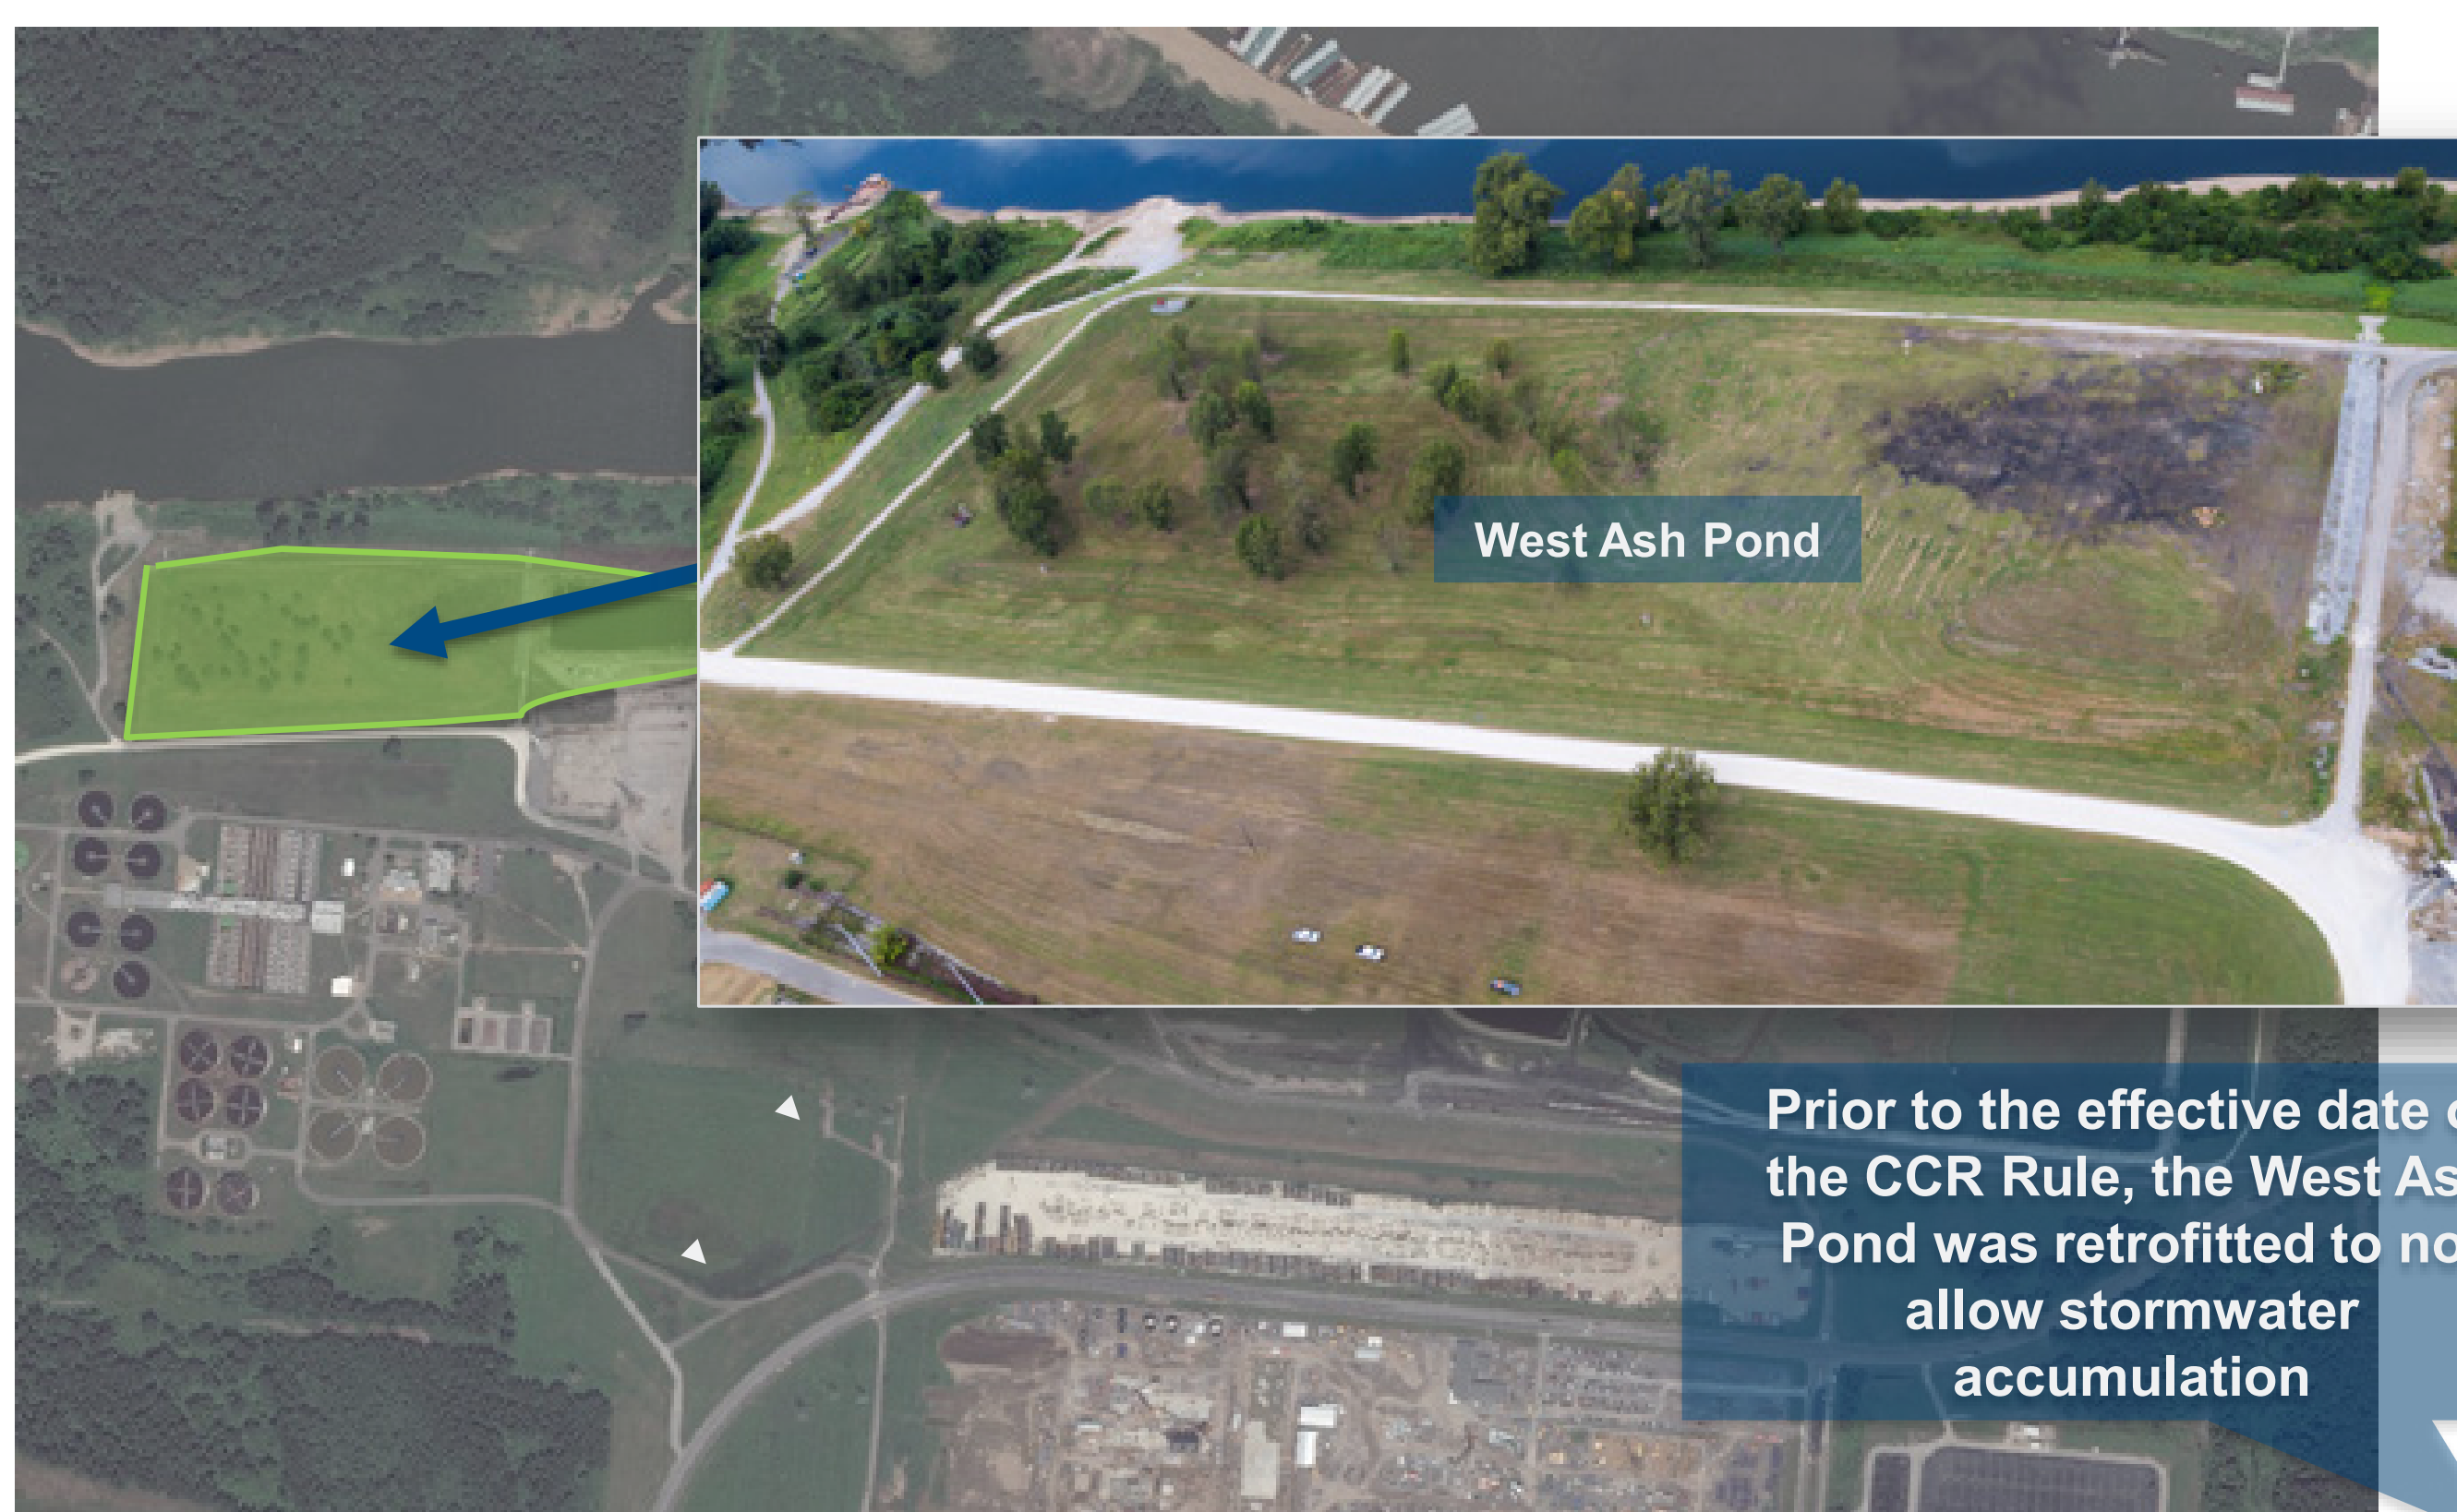 West Ash Pond
Prior to the effective date
the CCR Rule, the West
Pond was retrofitted to
allow stormwater
accumulation